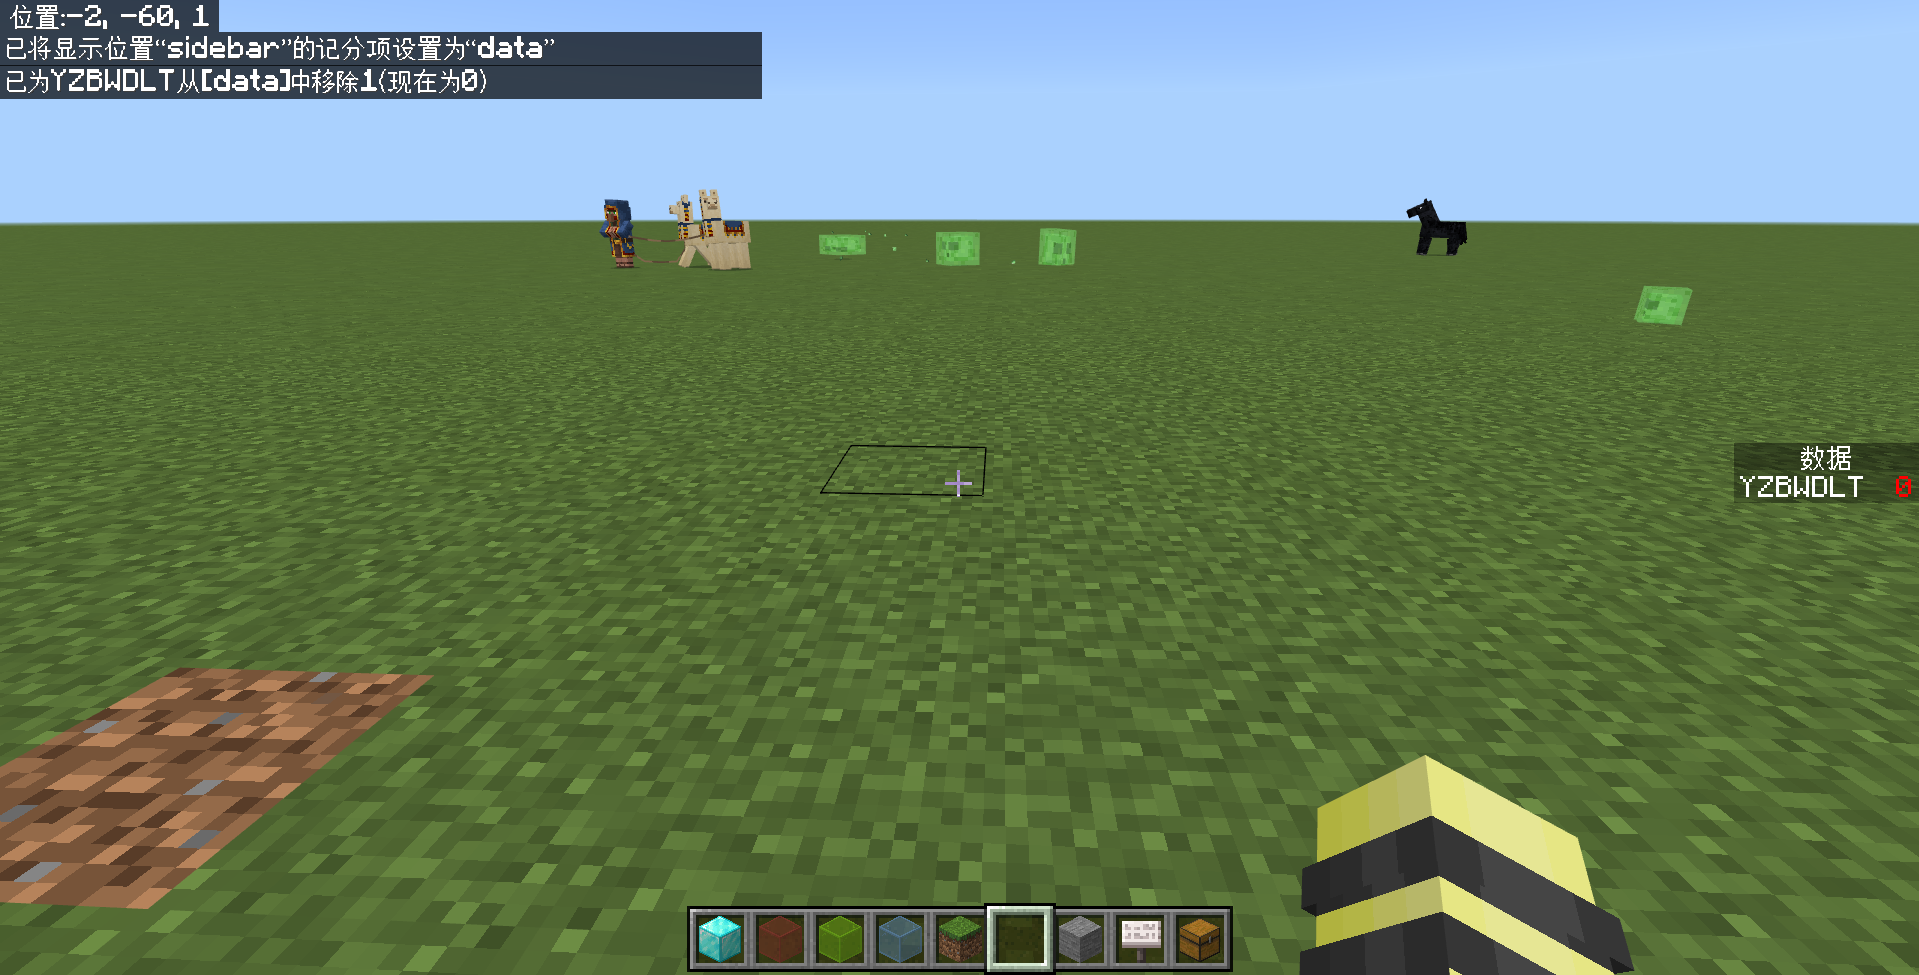 位置:-2, -60, 1
已将显示位置“sidebar”的记分项设置为“data”
已为YZBWDLT从[data]中移除1(现在为0)
数据
YZBWDLT 0